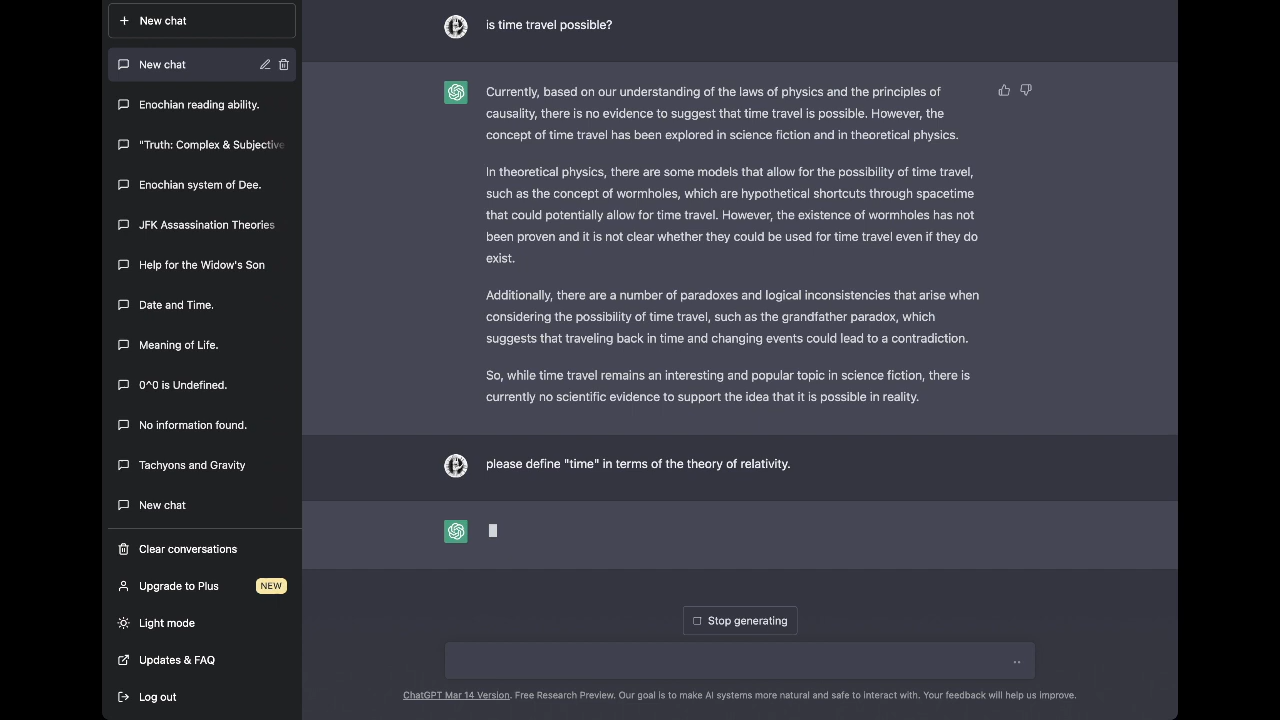 New chat
New chat
Enochian reading ability.
"Truth: Complex & Subjective
Enochian system of Dee.
JFK Assassination Theories
Help for the Widow's Son
Date and Time.
Meaning of Life.
0^0 is Undefined.
No information found.
Tachyons and Gravity
New chat
Clear conversations
Upgrade to Plus NEW
Light mode
Updates & FAQ
Log out
is time travel possible?
Currently, based on our understanding of the laws of physics and the principles of
causality, there is no evidence to suggest that time travel is possible. However, the
concept of time travel has been explored in science fiction and in theoretical physics.
In theoretical physics, there are some models that allow for the possibility of time travel,
such as the concept of wormholes, which are hypothetical shortcuts through spacetime
that could potentially allow for time travel. However, the existence of wormholes has not
been proven and it is not clear whether they could be used for time travel even if they do
exist.
Additionally, there are a number of paradoxes and logical inconsistencies that arise when
considering the possibility of time travel, such as the grandfather paradox, which
suggests that traveling back in time and changing events could lead to a contradiction.
So, while time travel remains an interesting and popular topic in science fiction, there is
currently no scientific evidence to support the idea that it is possible in reality.
please define "time" in terms of the theory of relativity.
Stop generating
ChatGPT Mar 14 Version. Free Research Preview. Our goal is to make AI systems more natural and safe to interact with. Your feedback will help us improve.